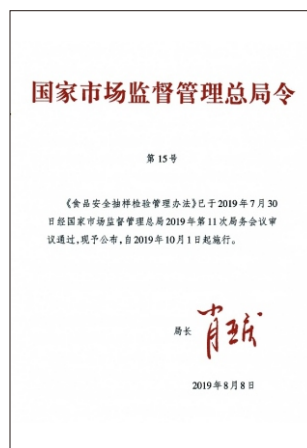 国家市场监督管理总局令
第15号
《食品安全抽样检验管理办法》已于2019年7月30
日经国家市场监督管理总局2019年第11次局务会议审
议通过，现予公布，自2019年10月1日起施行。
局长 肖亚庆
2019年8月8日